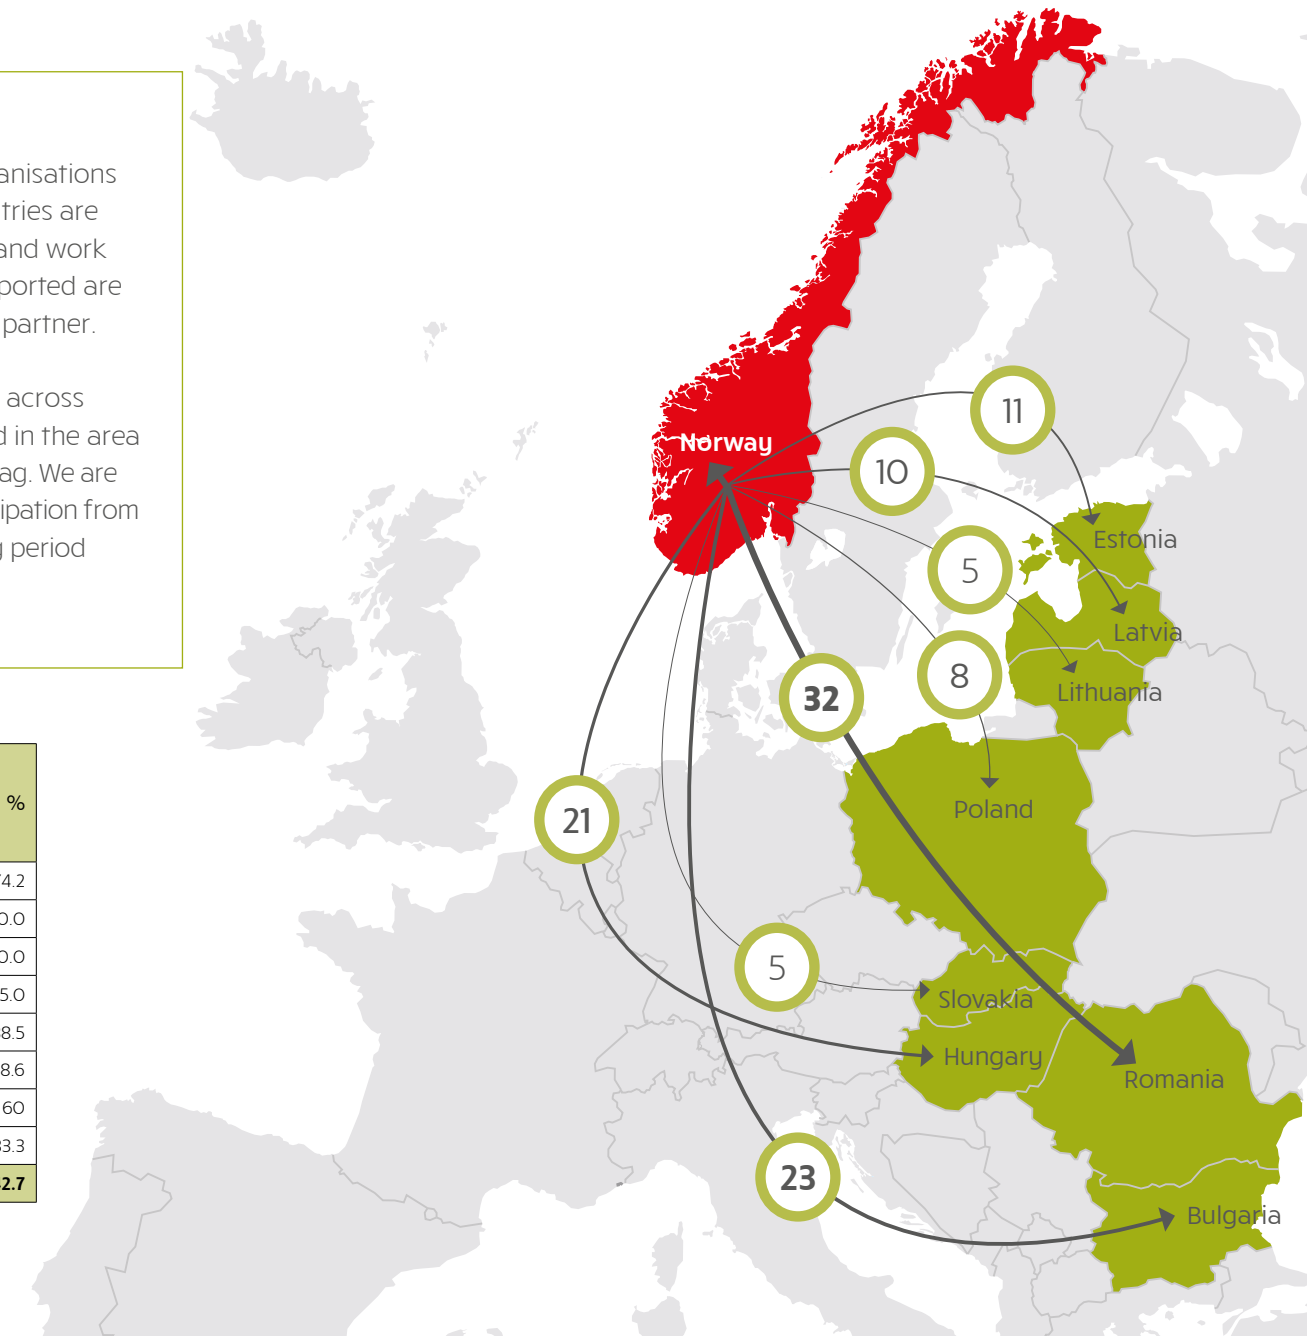 anisations
tries are
and work
ported are
partner.
across
d in the area
ag. We are
ipation from
g period
%
4.2
0.0
0.0
5.0
8.5
8.6
60
33.3
2.7
Norway
11
10
Estonia
5
Latvia
8
Lithuania
32
Poland
21
5
Slovakia
Hungary
Romania
23
Bulgaria